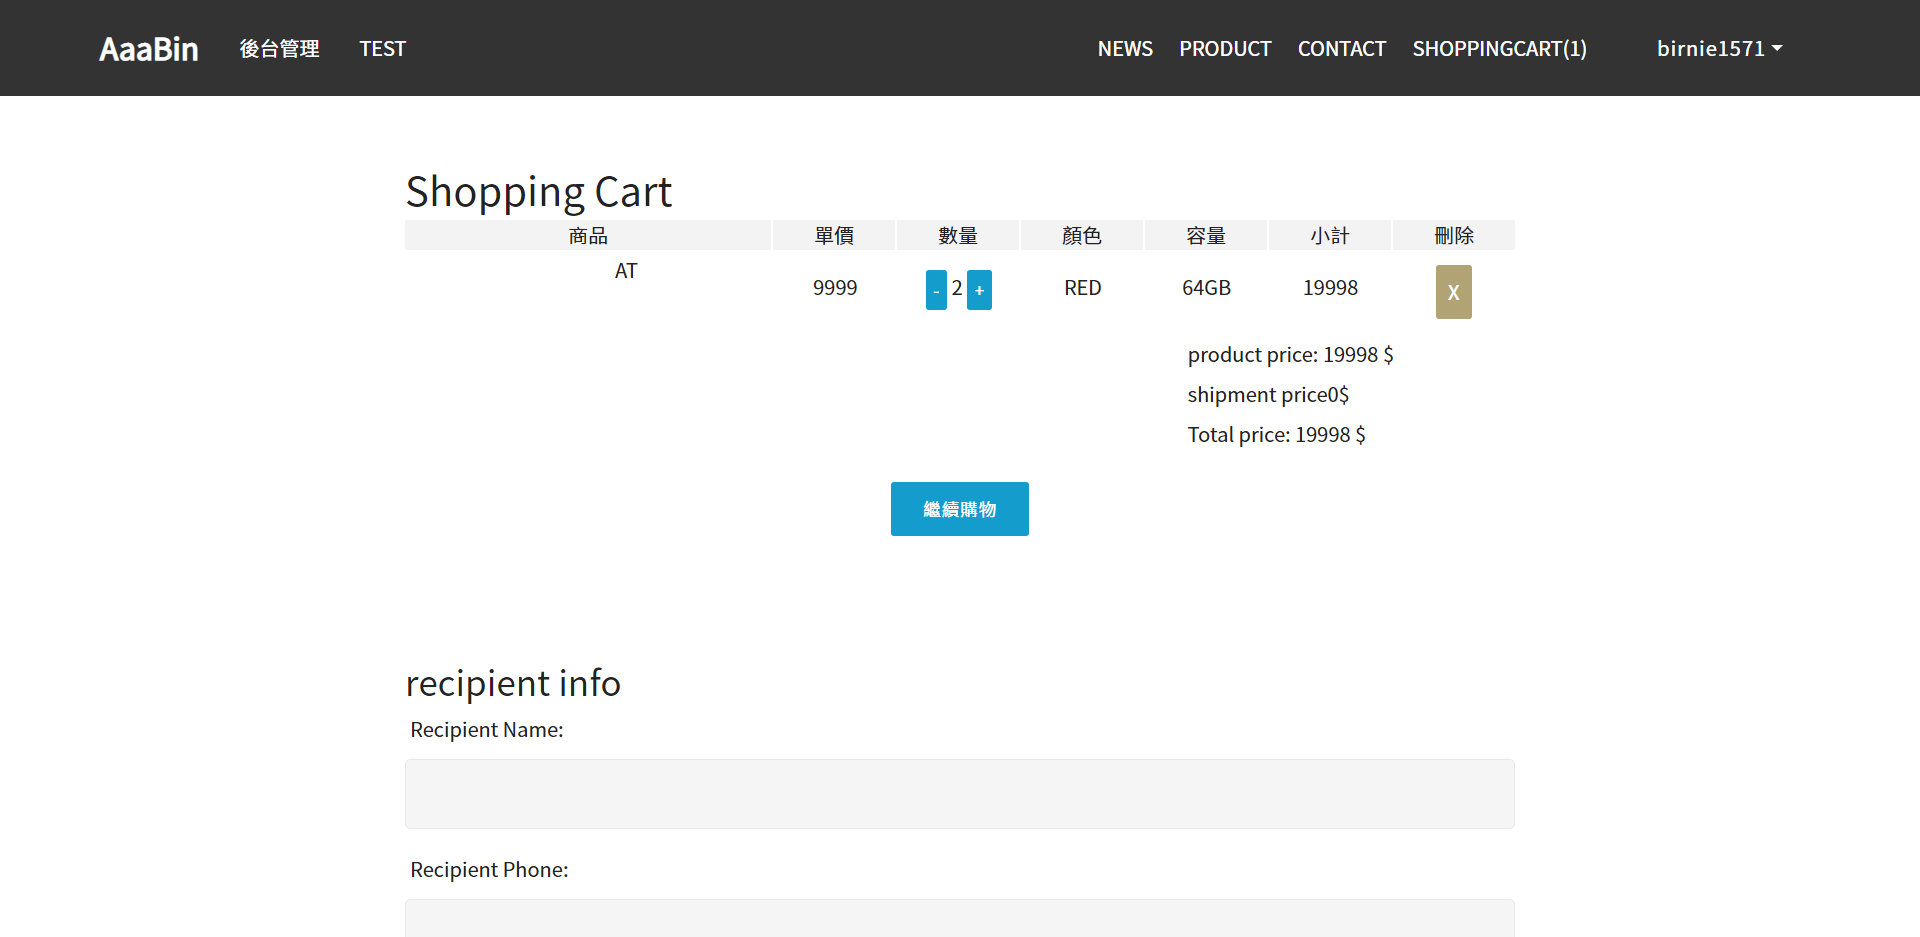 AaaBin 後台管理 TEST NEWS PRODUCT CONTACT SHOPPINGCART(1) birnie1571
Shopping Cart
商品 單價 數量 顏色 容量 小計 刪除
AT 9999 - 2 + RED 64GB 19998 X
product price: 19998 $
shipment price0$
Total price: 19998 $
繼續購物
recipient info
Recipient Name:
Recipient Phone: